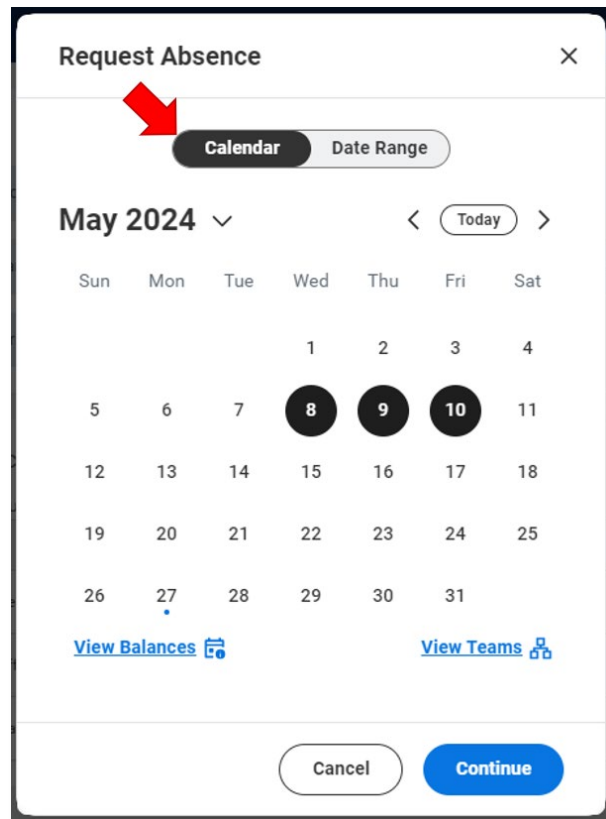 Request Absence
Calendar Date Range
May 2024 Today
Sun Mon Tue Wed Thu Fri Sat
1 2 3 4
5 6 7 8 9 10 11
12 13 14 15 16 17 18
19 20 21 22 23 24 25
26 27 28 29 30 31
View Balances View Teams
Cancel Continue